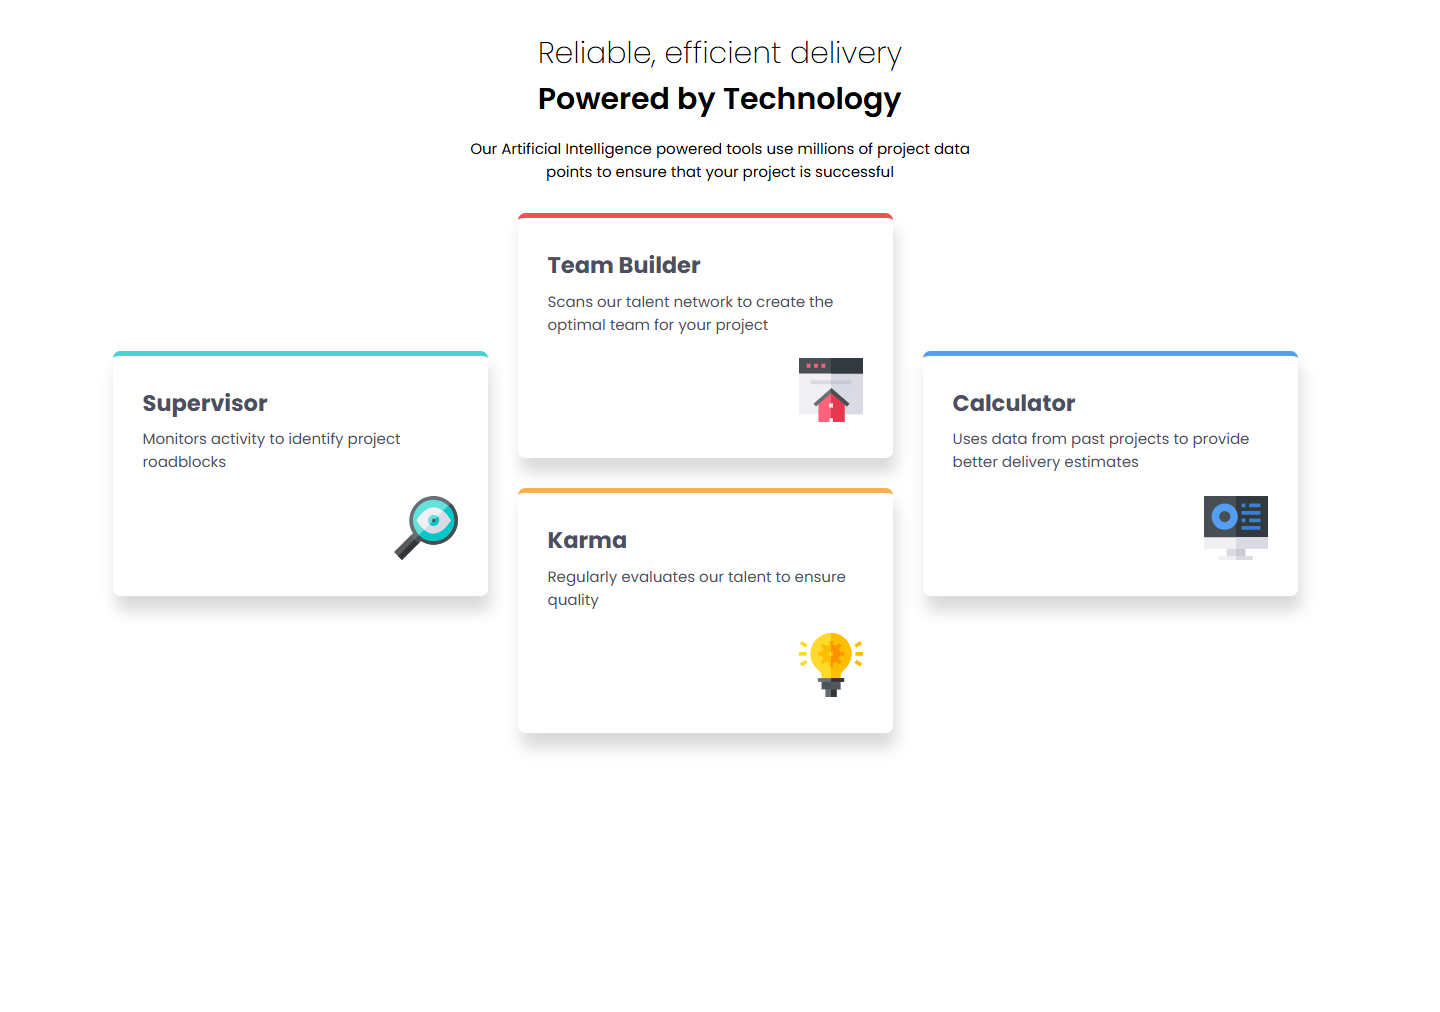 Reliable, efficient delivery
Powered by Technology
Our Artificial Intelligence powered tools use millions of project data
points to ensure that your project is successful
Team Builder
Scans our talent network to create the
optimal team for your project
Supervisor
Monitors activity to identify project
roadblocks
Calculator
Uses data from past projects to provide
better delivery estimates
Karma
Regularly evaluates our talent to ensure
quality